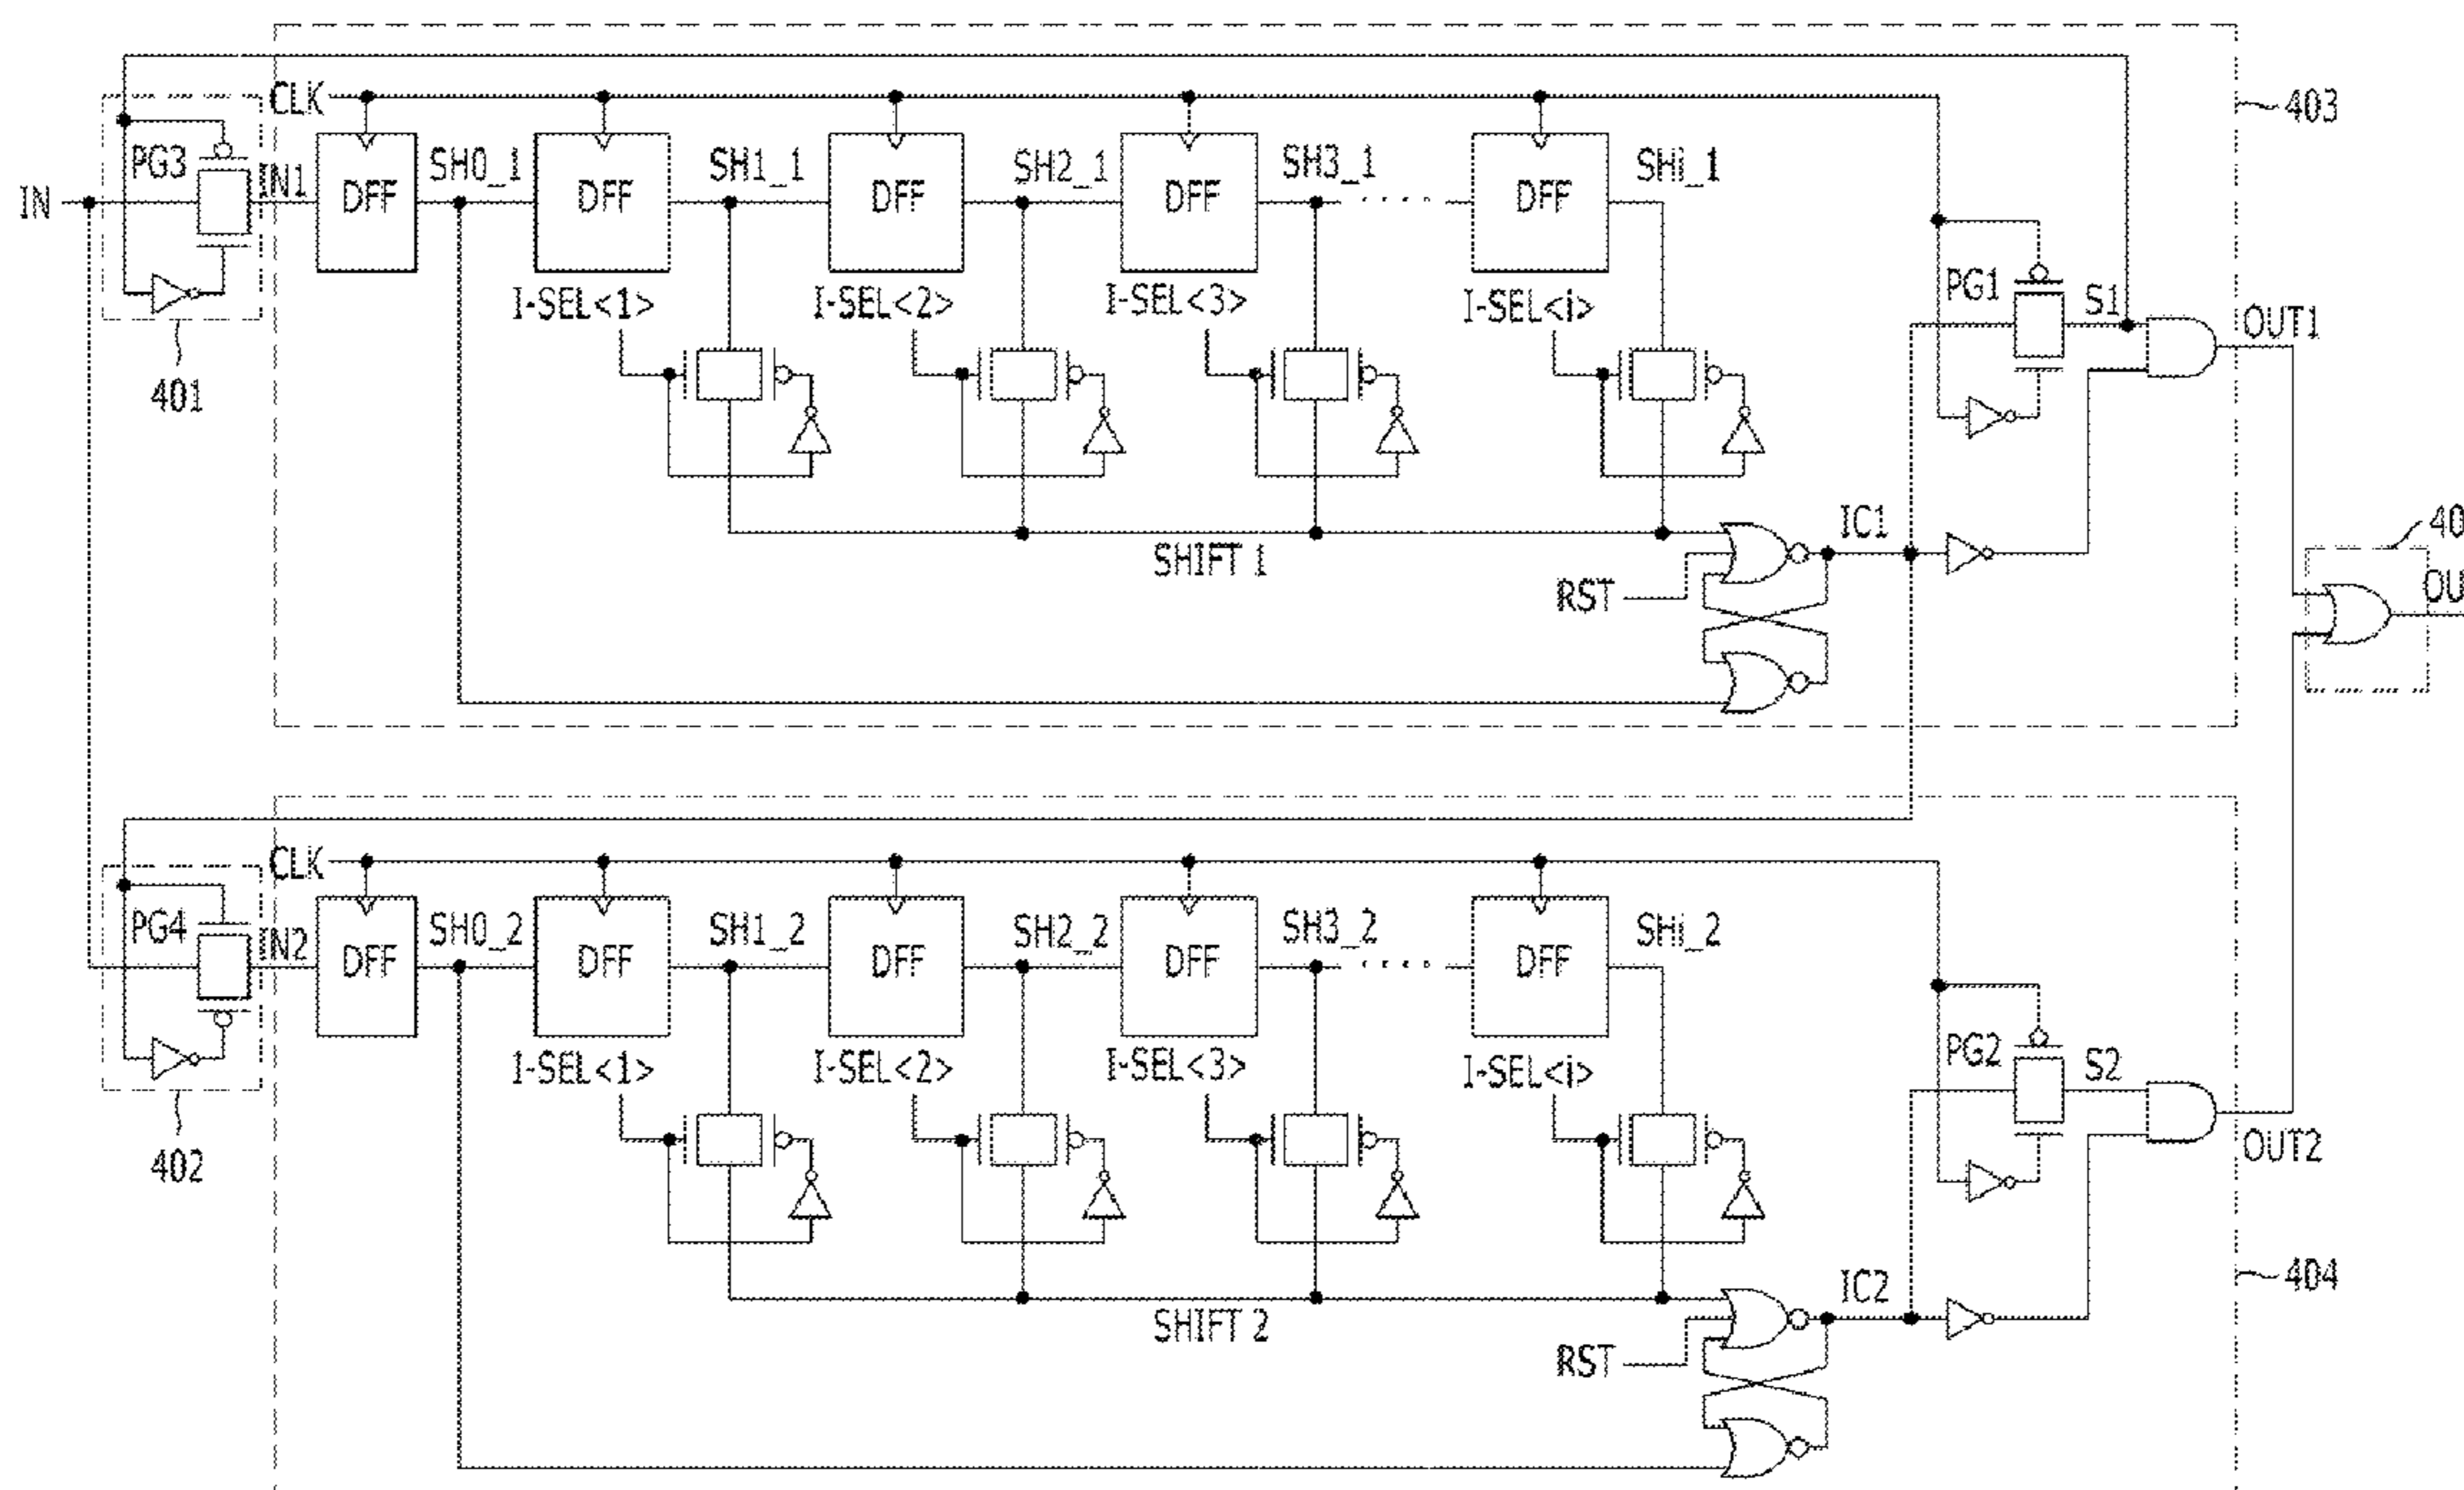 CLK
403
PG3
IN1
IN
DFF
SH0_1
DFF
SH1_1
DFF
SH2_1
DFF
SH3_1
DFF
SHi_1
401
I-SEL<1>
I-SEL<2>
I-SEL<3>
I-SEL<i>
PG1
S1
OUT1
SHIFT 1
RST
IC1
40
OU
CLK
PG4
IN2
DFF
SH0_2
DFF
SH1_2
DFF
SH2_2
DFF
SH3_2
DFF
SHi_2
402
1-SEL<1>
I-SEL<2>
I-SEL<3>
I-SEL<i>
PG2
S2
OUT2
SHIFT 2
RST
IC2
404